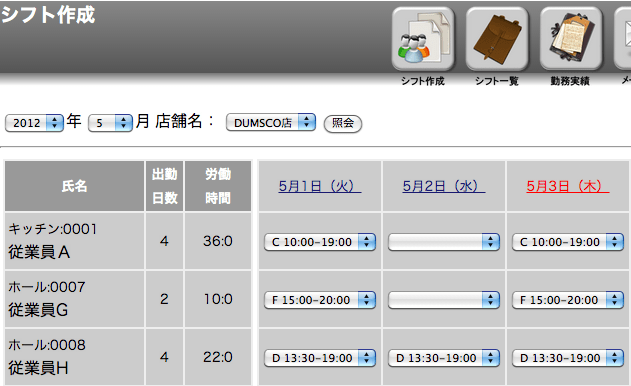 シフト作成
シフト作成 シフト一覧 勤務実績
2012 年 5 月 店舗名： DUMSCO店 照会
氏名 出勤日数 労働時間 5月1日（火） 5月2日（水） 5月3日（木）
キッチン:0001
従業員A 4 36:0 C 10:00-19:00 C 10:00-19:00
ホール:0007
従業員G 2 10:0 F 15:00-20:00 F 15:00-20:00
ホール:0008
従業員H 4 22:0 D 13:30-19:00 D 13:30-19:00 D 13:30-19:00